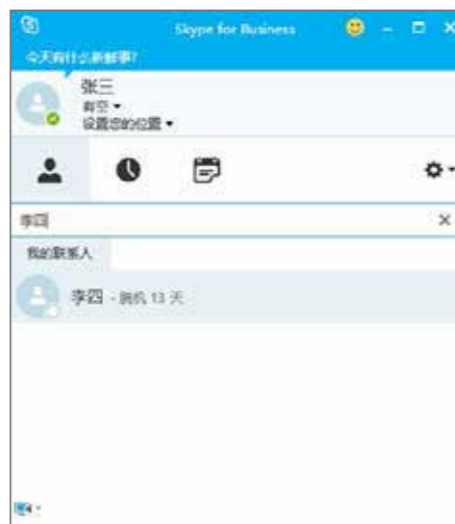 Skype for Business
今天有什么新鲜事?
张三
有空
设置您的位置
李四
我的联系人
李四 - 脱机 13 天